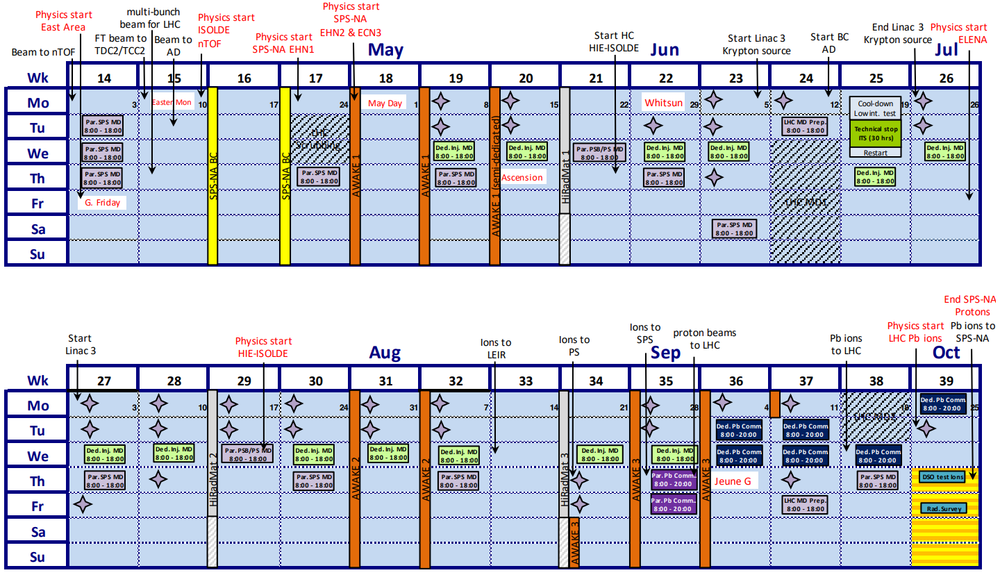 Physics start
East Area
multi-bunch
beam for LHC
Physics start
ISOLDE
nTOF
Physics start
SPS-NA
EHN2 & ECN3
Beam to nTOF
FT beam to
TDC2/TCC2
Beam to
AD
Physics start
SPS-NA EHN1
May
Start HC
HIE-ISOLDE
Jun
Start Linac 3
Krypton source
Start BC
AD
End Linac 3
Krypton source
Physics start
ELENA
Jul
Wk 14 15 16 17 18 19 20 21 22 23 24 25 26
Mo 3 Easter Mon 10 17 24 May Day 1 8 15 22 Whitsun 29 5 12 19 26
Cool-down
Low int. test
Tu
Par. SPS MD
8:00 - 18:00
LHC
Scrubbing
LHC MD Prep.
8:00 - 18:00
Technical stop
ITS (30 hrs)
We
Par. SPS MD
8:00 - 18:00
Ded. Inj. MD
8:00 - 18:00
Ded. Inj. MD
8:00 - 18:00
Par. PSB/PS MD
8:00 - 18:00
Ded. Inj. MD
8:00 - 18:00
Ded. Inj. MD
8:00 - 18:00
Restart
Ded. Inj. MD
8:00 - 18:00
Th
Par. SPS MD
8:00 - 18:00
Par. SPS MD
8:00 - 18:00
Par. SPS MD
8:00 - 18:00
Ascension
Par. SPS MD
8:00 - 18:00
Ded. Inj. MD
8:00 - 18:00
Fr
G. Friday
LHC MD1
Sa
Par. SPS MD
8:00 - 18:00
Su
SPS-NA BC
SPS-NA BC
AWAKE 1
AWAKE 1
AWAKE 1 (semi-dedicated)
HiRadMat 1
Start
Linac 3
Physics start
HIE-ISOLDE
Aug
Ions to
LEIR
Ions to
PS
Ions to
SPS
Sep
proton beams
to LHC
Pb ions
to LHC
Physics start
LHC Pb ions
End SPS-NA
Protons
Pb ions to
SPS-NA
Oct
Wk 27 28 29 30 31 32 33 34 35 36 37 38 39
Mo 3 10 17 24 31 7 14 21 28 4 11 18 25
Ded. Pb Comm.
8:00 - 20:00
Tu
Ded. Pb Comm.
8:00 - 20:00
Ded. Pb Comm.
8:00 - 20:00
LHC MD2
We
Ded. Inj. MD
8:00 - 18:00
Ded. Inj. MD
8:00 - 18:00
Par. PSB/PS MD
8:00 - 18:00
Ded. Inj. MD
8:00 - 18:00
Ded. Inj. MD
8:00 - 18:00
Ded. Inj. MD
8:00 - 18:00
Ded. Inj. MD
8:00 - 18:00
Ded. Inj. MD
8:00 - 18:00
Ded. Pb Comm.
8:00 - 20:00
Ded. Pb Comm.
8:00 - 20:00
Ded. Pb Comm.
8:00 - 20:00
Th
Par. SPS MD
8:00 - 18:00
Par. SPS MD
8:00 - 18:00
Par. SPS MD
8:00 - 18:00
Par. Pb Comm.
8:00 - 20:00
Jeune G
Par. SPS MD
8:00 - 18:00
DSO test ions
Fr
Par. Pb Comm.
8:00 - 20:00
LHC MD Prep.
8:00 - 18:00
Rad. Survey
Sa
Su
HiRadMat 2
AWAKE 2
AWAKE 2
HiRadMat 3
AWAKE 3
AWAKE 3
AWAKE 3